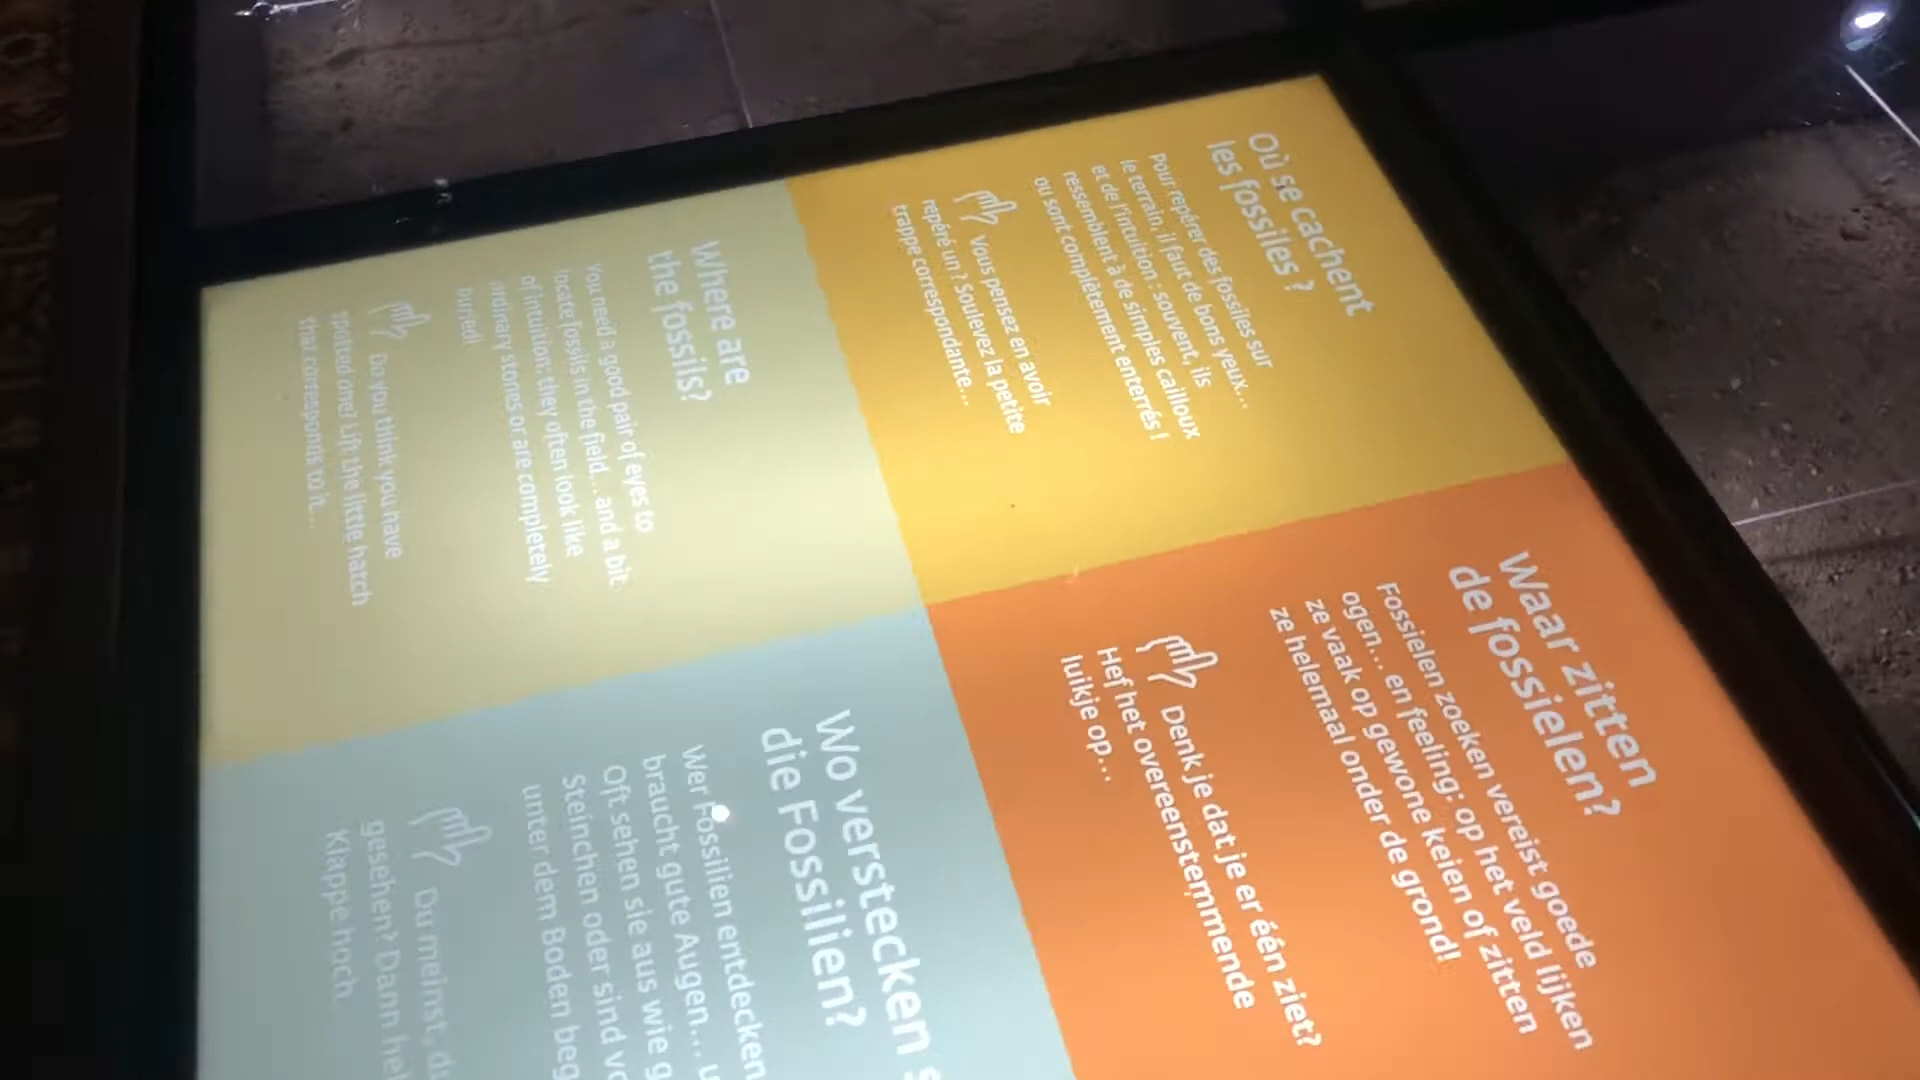 Où se cachent
les fossiles ?
Pour repérer des fossiles sur
le terrain, il faut de bons yeux...
et de l'intuition : souvent, ils
ressemblent à de simples cailloux
ou sont complètement enterrés !
Vous pensez en avoir
repéré un ? Soulevez la petite
trappe correspondante...
Waar zitten
de fossielen?
Fossielen zoeken vereist goede
ogen... en feeling: op het veld lijken
ze vaak op gewone keien of zitten
ze helemaal onder de grond!
Denk je dat je er één ziet?
Hef het overeenstemmende
luikje op...
Where are
the fossils?
You need a good pair of eyes to
locate fossils in the field... and a bit
of intuition: they often look like
ordinary stones or are completely
buried!
Do you think you have
spotted one? Lift the little hatch
that corresponds to it...
Wo verstecken
die Fossilien?
Wer Fossilien entdecken
braucht gute Augen...
Oft sehen sie aus wie
Steinchen oder sind
unter dem Boden
Du meinst,
gesehen? Dann
Klappe hoch